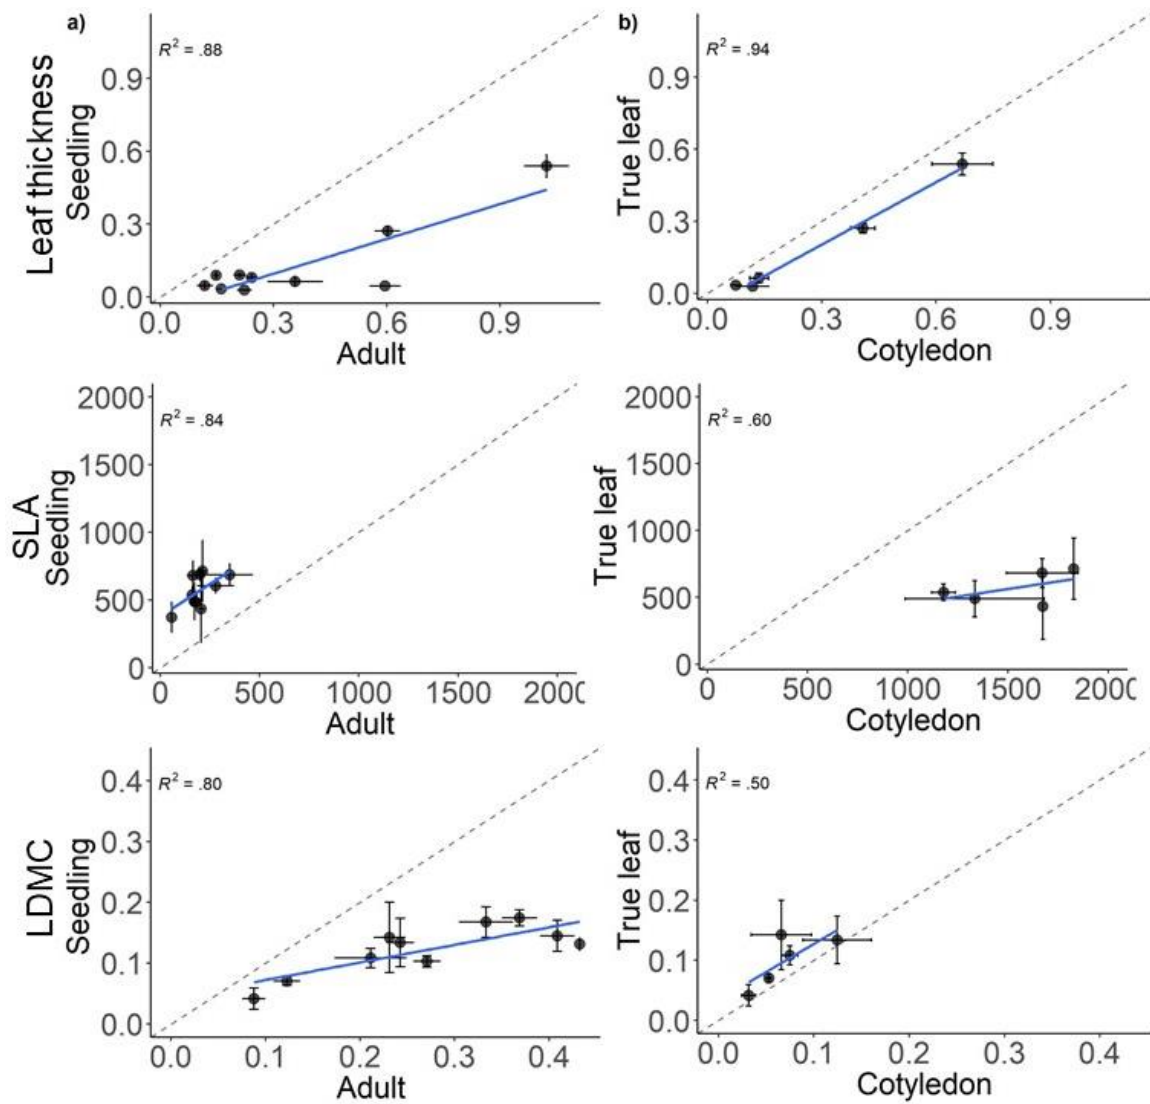 a)
R² = .88
Leaf thickness
Seedling
0.9
0.6
0.3
0.0
0.0 0.3 0.6 0.9
Adult
b)
R² = .94
True leaf
0.9
0.6
0.3
0.0
0.0 0.3 0.6 0.9
Cotyledon
R² = .84
SLA
Seedling
2000
1500
1000
500
0
0 500 1000 1500 2000
Adult
R² = .60
True leaf
2000
1500
1000
500
0
0 500 1000 1500 2000
Cotyledon
R² = .80
LDMC
Seedling
0.4
0.3
0.2
0.1
0.0
0.0 0.1 0.2 0.3 0.4
Adult
R² = .50
True leaf
0.4
0.3
0.2
0.1
0.0
0.0 0.1 0.2 0.3 0.4
Cotyledon